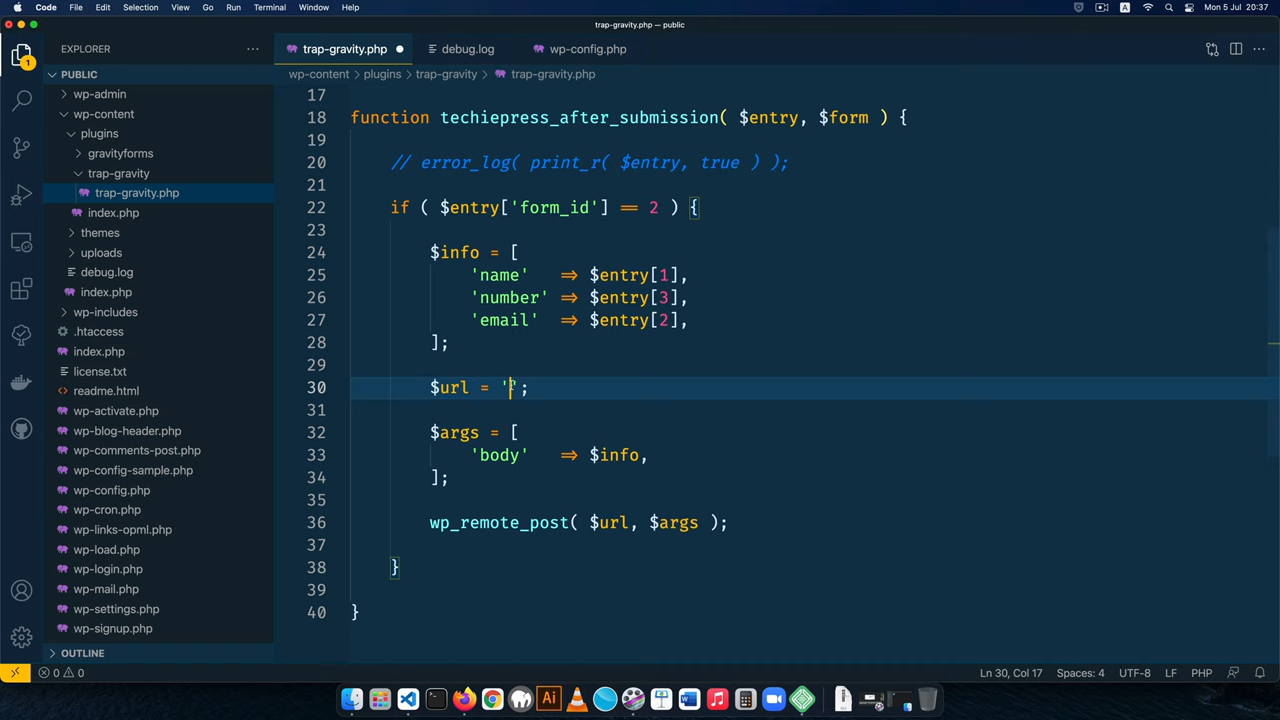 Code File Edit Selection View Go Run Terminal Window Help A Mon 5 Jul 20:37
trap-gravity.php — public
EXPLORER ··· trap-gravity.php debug.log wp-config.php ···
1
PUBLIC
wp-content > plugins > trap-gravity > trap-gravity.php
wp-admin
wp-content
plugins
gravityforms
trap-gravity
trap-gravity.php
index.php
themes
uploads
debug.log
index.php
wp-includes
.htaccess
index.php
license.txt
readme.html
wp-activate.php
wp-blog-header.php
wp-comments-post.php
wp-config-sample.php
wp-config.php
wp-cron.php
wp-links-opml.php
wp-load.php
wp-login.php
wp-mail.php
wp-settings.php
wp-signup.php
OUTLINE
17
18 function techiepress_after_submission( $entry, $form ) {
19
20 // error_log( print_r( $entry, true ) );
21
22 if ( $entry['form_id'] == 2 ) {
23
24 $info = [
25 'name' => $entry[1],
26 'number' => $entry[3],
27 'email' => $entry[2],
28 ];
29
30 $url = '';
31
32 $args = [
33 'body' => $info,
34 ];
35
36 wp_remote_post( $url, $args );
37
38 }
39
40 }
0 0 Ln 30, Col 17 Spaces: 4 UTF-8 LF PHP
Ai W